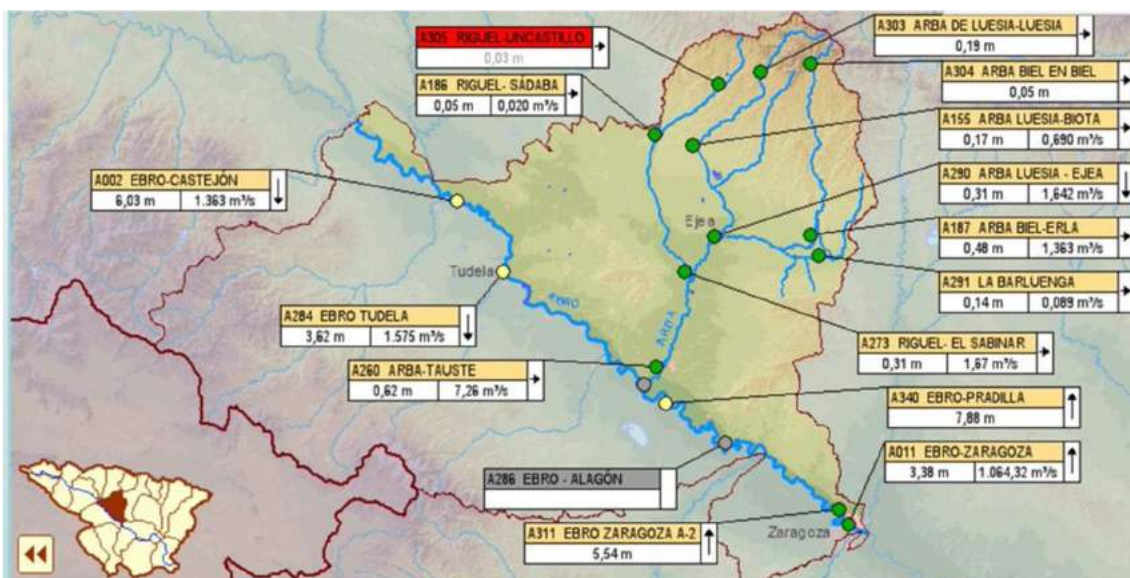 A303 ARBA DE LUESIA-LUESIA
0,19 m
A305 RIGUEL-UNCASTILLO
0,03 m
A304 ARBA BIEL EN BIEL
0,05 m
A186 RIGUEL- SÁDABA
0,05 m 0,020 m³/s
A155 ARBA LUESIA-BIOTA
0,17 m 0,690 m³/s
A002 EBRO-CASTEJÓN
6,03 m 1.363 m³/s
A290 ARBA LUESIA - EJEA
0,31 m 1,642 m³/s
Ejea
A187 ARBA BIEL-ERLA
0,48 m 1,363 m³/s
Tudela
A291 LA BARLUENGA
0,14 m 0,089 m³/s
EBRO
ARBA
A284 EBRO TUDELA
3,62 m 1.575 m³/s
A273 RIGUEL- EL SABINAR
0,31 m 1,67 m³/s
A260 ARBA-TAUSTE
0,62 m 7,26 m³/s
A340 EBRO-PRADILLA
7,88 m
A011 EBRO-ZARAGOZA
3,38 m 1.064,32 m³/s
A286 EBRO - ALAGÓN
A311 EBRO ZARAGOZA A-2
5,54 m
Zaragoza